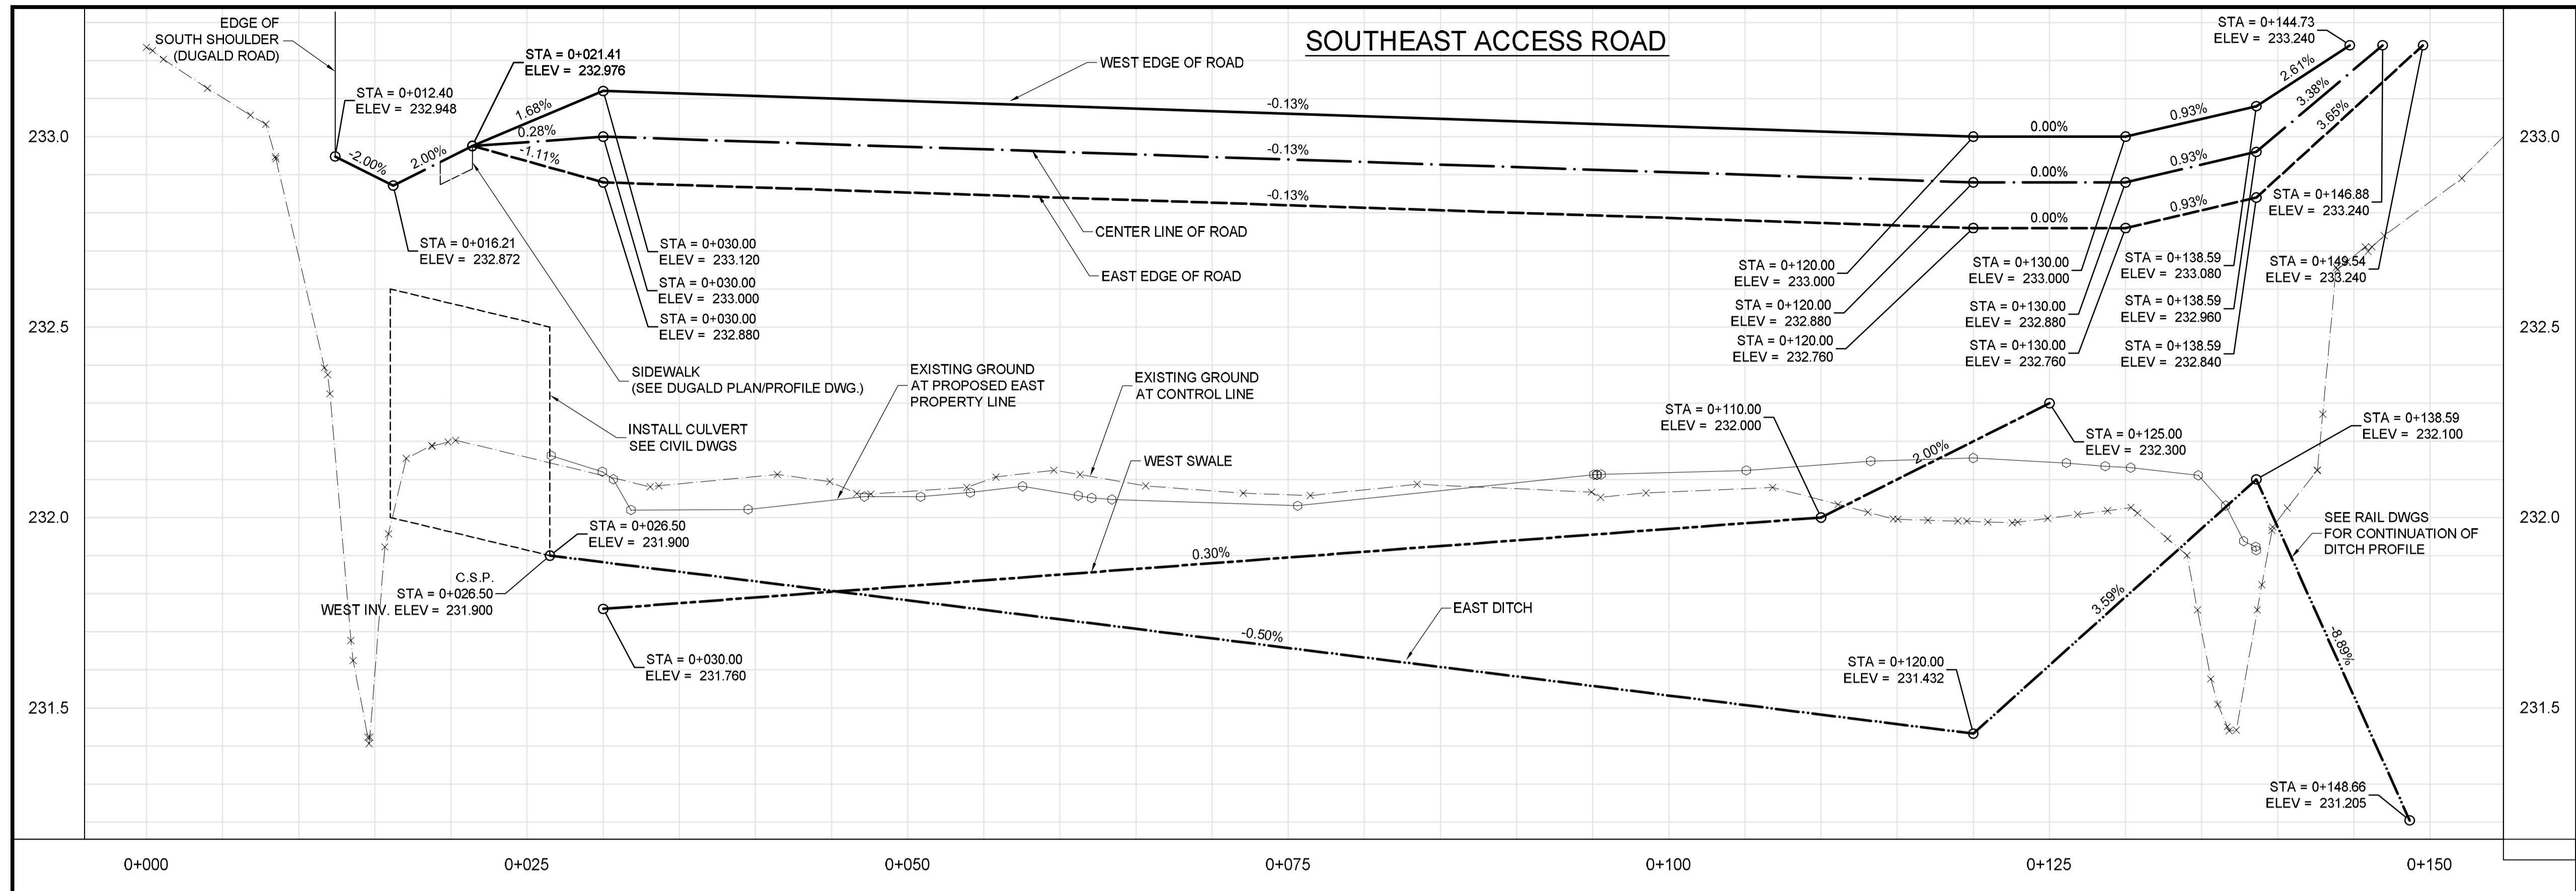 SOUTHEAST ACCESS ROAD
EDGE OF
SOUTH SHOULDER
(DUGALD ROAD)
STA = 0+012.40
ELEV = 232.948
STA = 0+021.41
ELEV = 232.976
WEST EDGE OF ROAD
STA = 0+144.73
ELEV = 233.240
-2.00%
2.00%
1.68%
0.28%
-1.11%
-0.13%
-0.13%
-0.13%
0.00%
0.00%
0.00%
0.93%
0.93%
0.93%
2.61%
3.38%
3.65%
233.0
233.0
STA = 0+016.21
ELEV = 232.872
STA = 0+030.00
ELEV = 233.120
STA = 0+030.00
ELEV = 233.000
STA = 0+030.00
ELEV = 232.880
CENTER LINE OF ROAD
EAST EDGE OF ROAD
STA = 0+120.00
ELEV = 233.000
STA = 0+120.00
ELEV = 232.880
STA = 0+120.00
ELEV = 232.760
STA = 0+130.00
ELEV = 233.000
STA = 0+130.00
ELEV = 232.880
STA = 0+130.00
ELEV = 232.760
STA = 0+138.59
ELEV = 233.080
STA = 0+138.59
ELEV = 232.960
STA = 0+138.59
ELEV = 232.840
STA = 0+146.88
ELEV = 233.240
STA = 0+149.54
ELEV = 233.240
232.5
232.5
SIDEWALK
(SEE DUGALD PLAN/PROFILE DWG.)
INSTALL CULVERT
SEE CIVIL DWGS
EXISTING GROUND
AT PROPOSED EAST
PROPERTY LINE
EXISTING GROUND
AT CONTROL LINE
WEST SWALE
STA = 0+110.00
ELEV = 232.000
2.00%
STA = 0+125.00
ELEV = 232.300
STA = 0+138.59
ELEV = 232.100
232.0
232.0
STA = 0+026.50
ELEV = 231.900
C.S.P.
STA = 0+026.50
WEST INV. ELEV = 231.900
0.30%
SEE RAIL DWGS
FOR CONTINUATION OF
DITCH PROFILE
STA = 0+030.00
ELEV = 231.760
-0.50%
EAST DITCH
STA = 0+120.00
ELEV = 231.432
3.59%
-8.89%
231.5
231.5
STA = 0+148.66
ELEV = 231.205
0+000
0+025
0+050
0+075
0+100
0+125
0+150